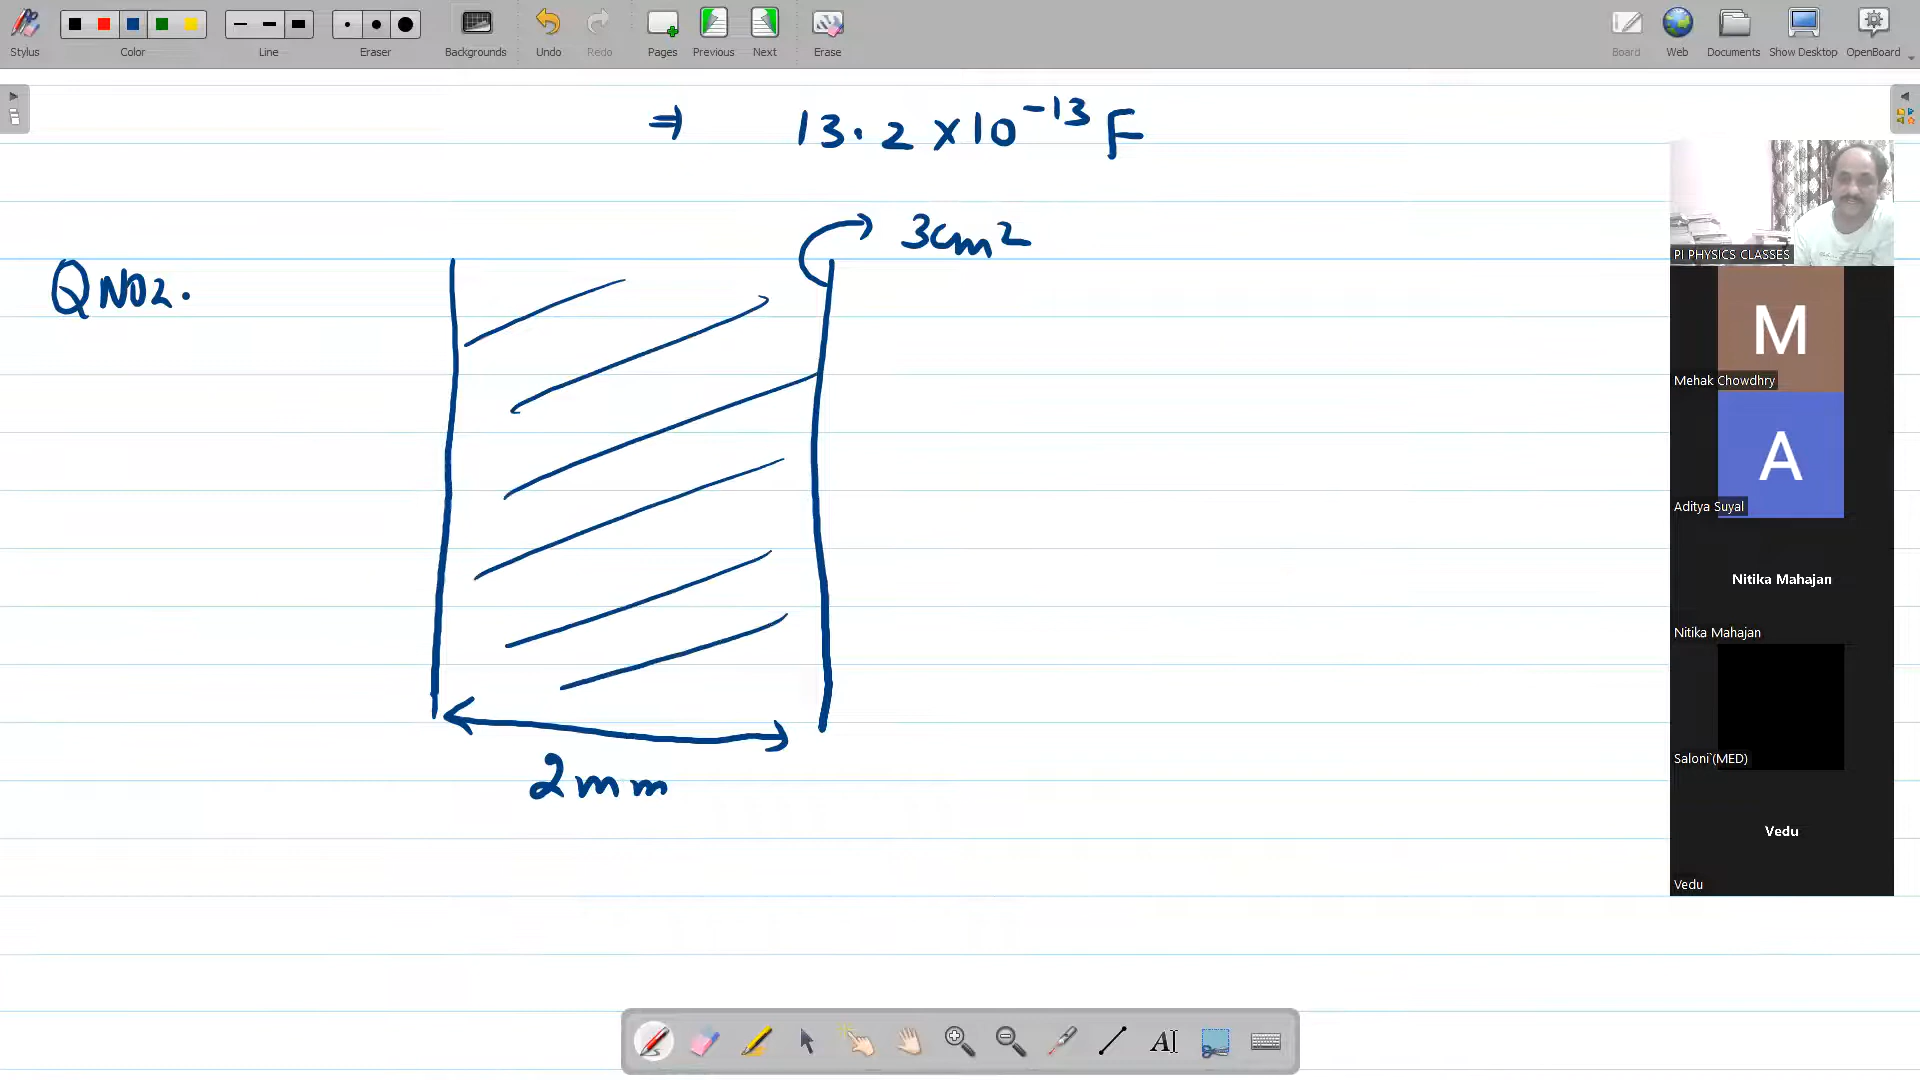 Stylus
Color
Line
Eraser
Backgrounds
Undo
Redo
Pages
Previous
Next
Erase
Board
Web
Documents
Show Desktop
OpenBoard
⇒ 13.2 x 10⁻¹³ F
3cm2
QNO2.
2mm
PI PHYSICS CLASSES
M
Mehak Chowdhry
A
Aditya Suyal
Nitika Mahajan
Nitika Mahajan
Saloni`(MED)
Vedu
Vedu